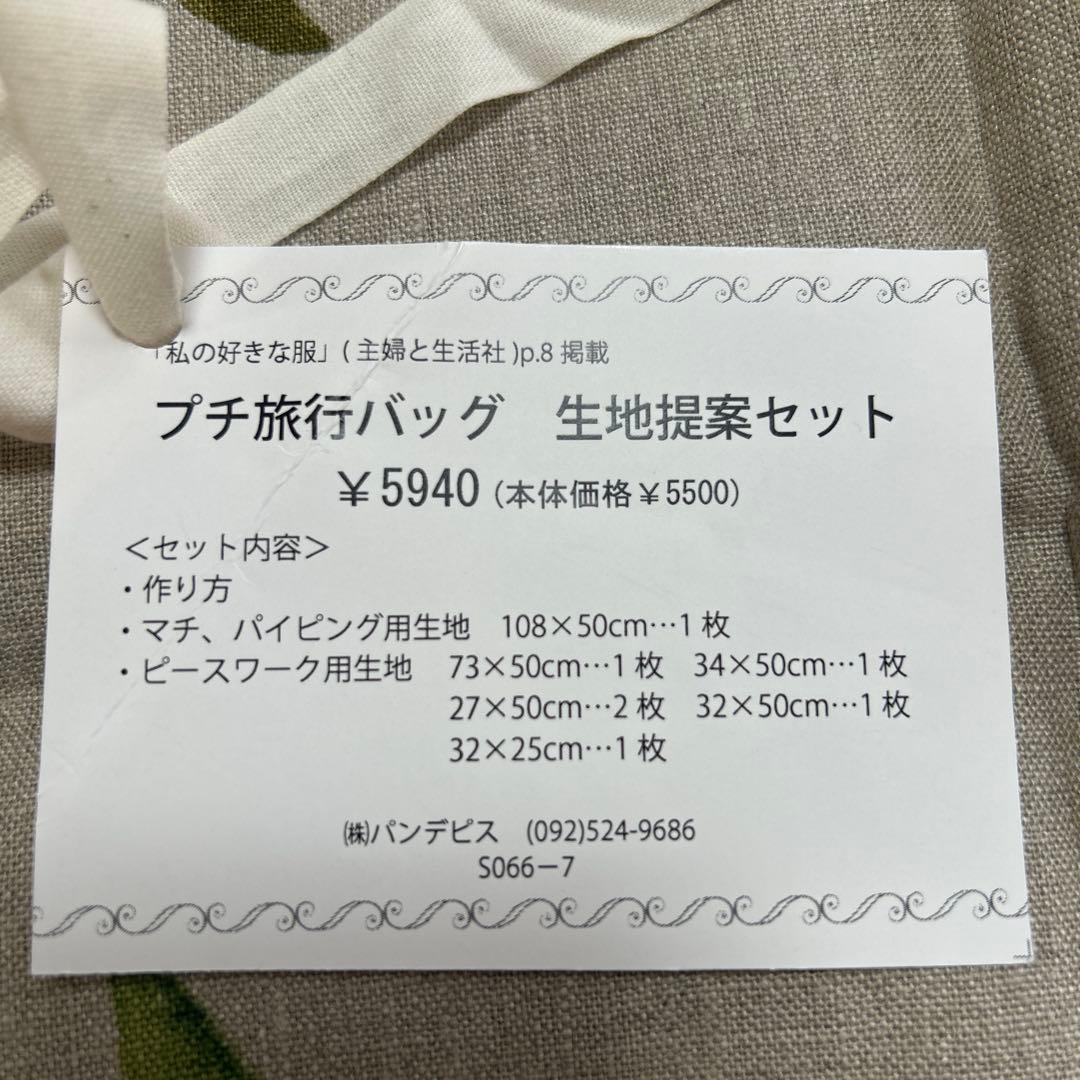 「私の好きな服」(主婦と生活社)p.8 掲載
プチ旅行バッグ　生地提案セット
￥5940（本体価格￥5500）
＜セット内容＞
・作り方
・マチ、パイピング用生地　108×50cm…1 枚
・ピースワーク用生地　73×50cm…1 枚　34×50cm…1 枚
27×50cm…2 枚　32×50cm…1 枚
32×25cm…1 枚
㈱パンデピス　(092)524-9686
S066－7